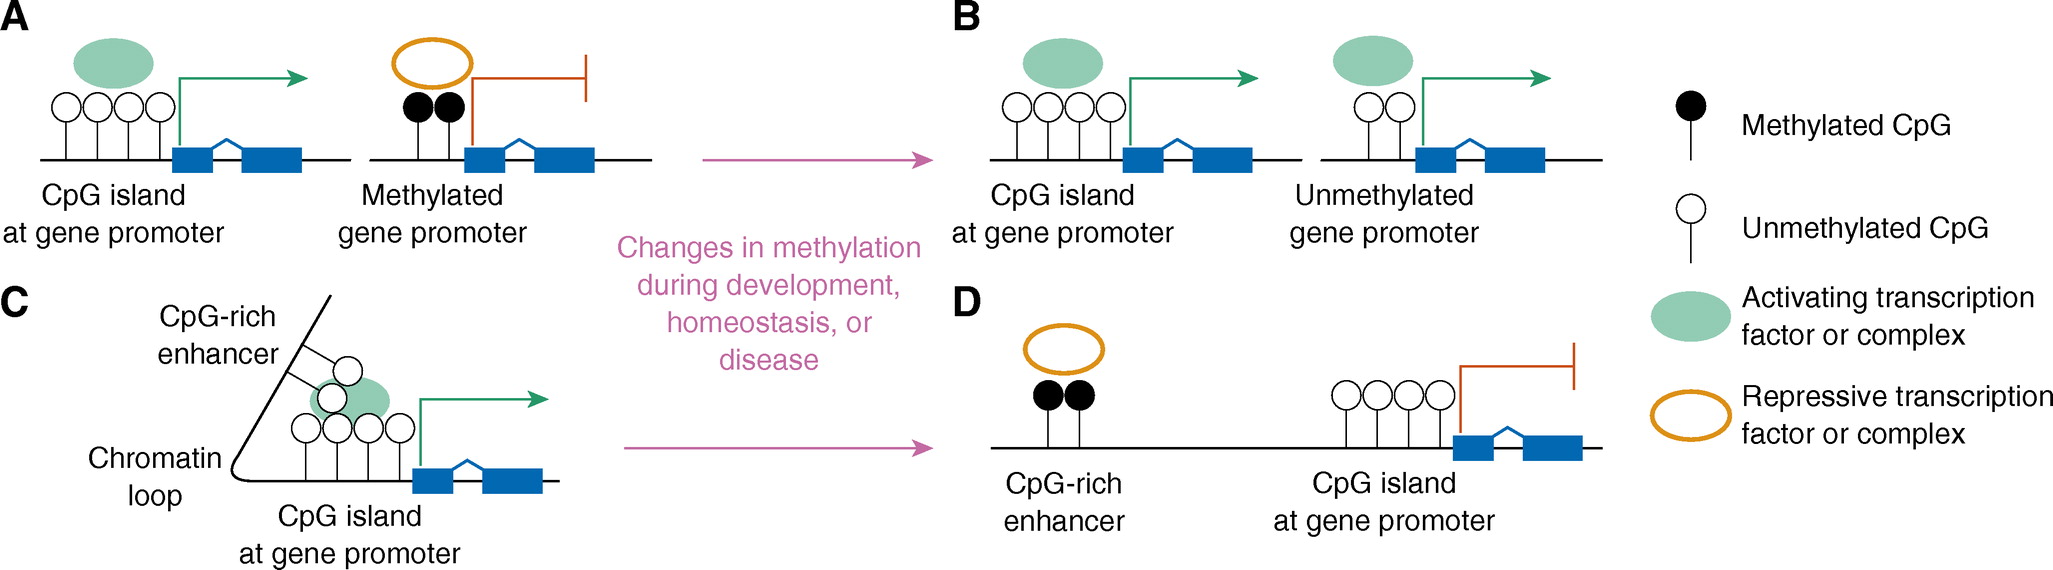 A
CpG island
at gene promoter
Methylated
gene promoter
B
CpG island
at gene promoter
Unmethylated
gene promoter
Changes in methylation
during development,
homeostasis, or
disease
C
CpG-rich
enhancer
Chromatin
loop
CpG island
at gene promoter
D
CpG-rich
enhancer
CpG island
at gene promoter
Methylated CpG
Unmethylated CpG
Activating transcription
factor or complex
Repressive transcription
factor or complex